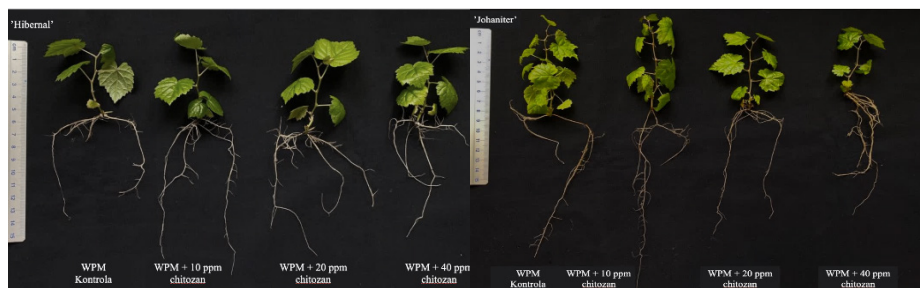 'Hibernal'
WPM
Kontrola
WPM + 10 ppm
chitozan
WPM + 20 ppm
chitozan
WPM + 40 ppm
chitozan
'Johaniter'
WPM
Kontrola
WPM + 10 ppm
chitozan
WPM + 20 ppm
chitozan
WPM + 40 ppm
chitozan